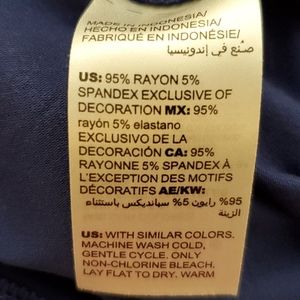 MADE IN INDONESIA/
HECHO EN INDONESIA/
FABRIQUÉ EN INDONÉSIE/
صنع في إندونيسيا
US: 95% RAYON 5%
SPANDEX EXCLUSIVE OF
DECORATION MX: 95%
rayón 5% elastano
EXCLUSIVO DE LA
DECORACIÓN CA: 95%
RAYONNE 5% SPANDEX À
L'EXCEPTION DES MOTIFS
DÉCORATIFS AE/KW:
95% رايون 5% سبانديكس باستثناء
الزينة
US: WITH SIMILAR COLORS.
MACHINE WASH COLD,
GENTLE CYCLE. ONLY
NON-CHLORINE BLEACH.
LAY FLAT TO DRY. WARM